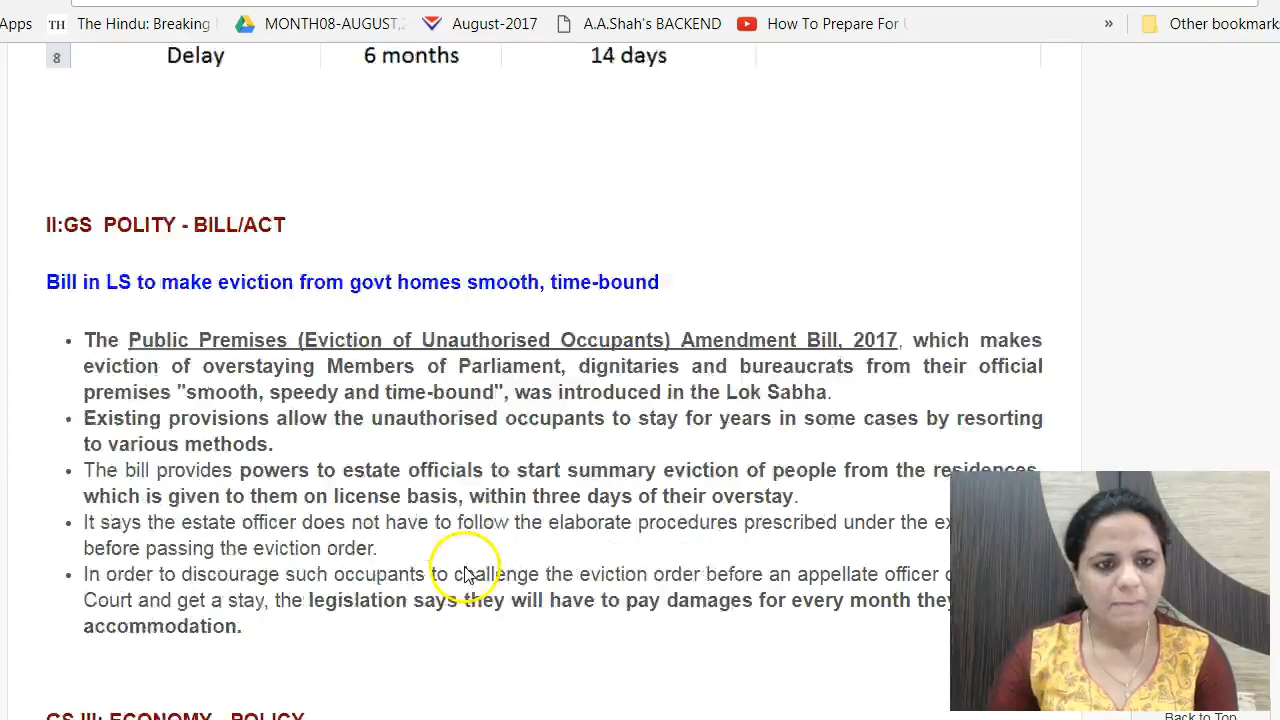 Apps The Hindu: Breaking MONTH08-AUGUST, August-2017 A.A.Shah's BACKEND How To Prepare For » Other bookmark
8 Delay 6 months 14 days
II:GS POLITY - BILL/ACT
Bill in LS to make eviction from govt homes smooth, time-bound
• The Public Premises (Eviction of Unauthorised Occupants) Amendment Bill, 2017, which makes
eviction of overstaying Members of Parliament, dignitaries and bureaucrats from their official
premises "smooth, speedy and time-bound", was introduced in the Lok Sabha.
• Existing provisions allow the unauthorised occupants to stay for years in some cases by resorting
to various methods.
• The bill provides powers to estate officials to start summary eviction of people from the residences,
which is given to them on license basis, within three days of their overstay.
• It says the estate officer does not have to follow the elaborate procedures prescribed under the ex
before passing the eviction order.
• In order to discourage such occupants to challenge the eviction order before an appellate officer
Court and get a stay, the legislation says they will have to pay damages for every month they
accommodation.
GS III: ECONOMY - POLICY
Back to Top